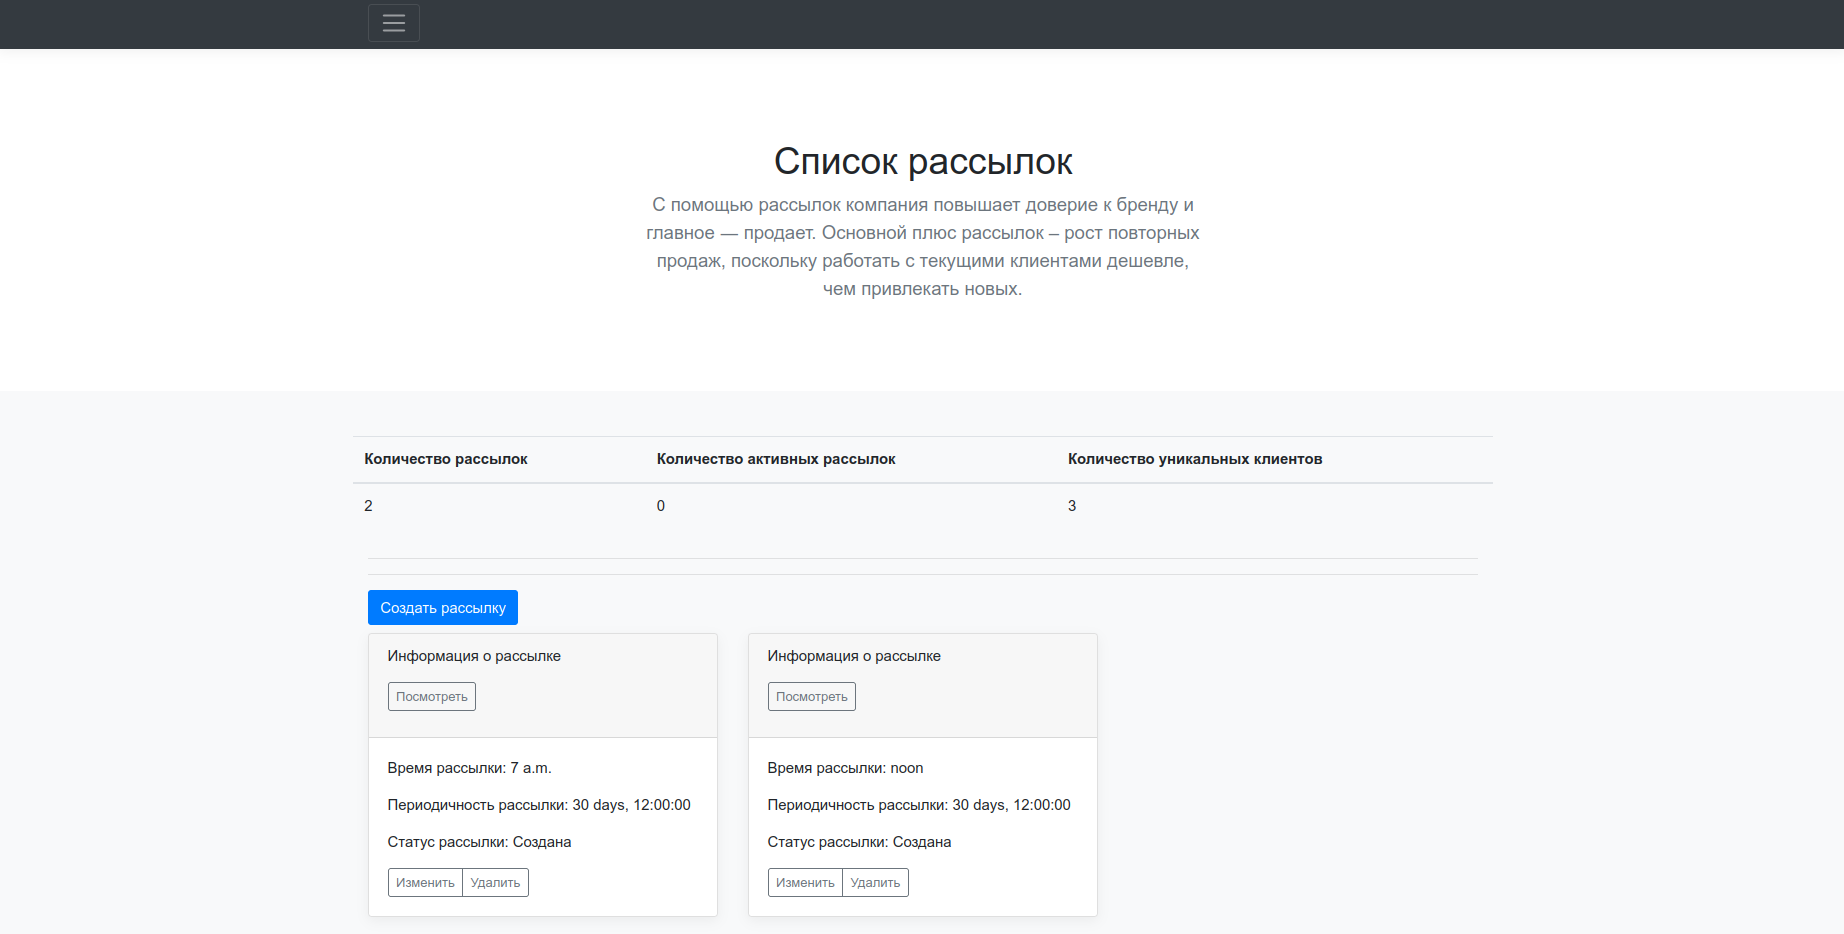 Список рассылок
С помощью рассылок компания повышает доверие к бренду и
главное — продает. Основной плюс рассылок – рост повторных
продаж, поскольку работать с текущими клиентами дешевле,
чем привлекать новых.
Количество рассылок Количество активных рассылок Количество уникальных клиентов
2 0 3
Создать рассылку
Информация о рассылке
Посмотреть
Время рассылки: 7 a.m.
Периодичность рассылки: 30 days, 12:00:00
Статус рассылки: Создана
Изменить Удалить
Информация о рассылке
Посмотреть
Время рассылки: noon
Периодичность рассылки: 30 days, 12:00:00
Статус рассылки: Создана
Изменить Удалить